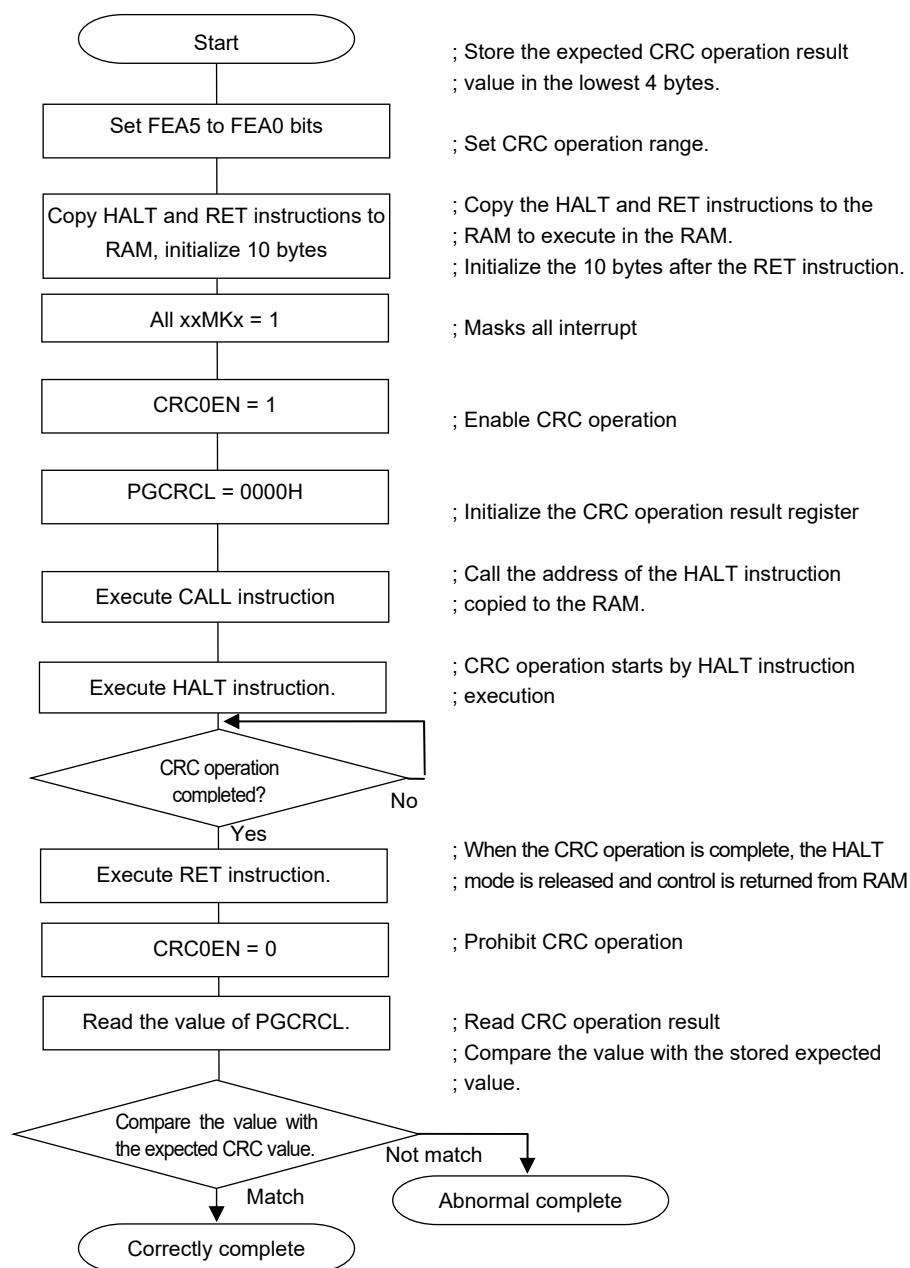 Start
; Store the expected CRC operation result
; value in the lowest 4 bytes.
Set FEA5 to FEA0 bits
; Set CRC operation range.
Copy HALT and RET instructions to
RAM, initialize 10 bytes
; Copy the HALT and RET instructions to the
; RAM to execute in the RAM.
; Initialize the 10 bytes after the RET instruction.
All xxMKx = 1
; Masks all interrupt
CRC0EN = 1
; Enable CRC operation
PGCRCL = 0000H
; Initialize the CRC operation result register
Execute CALL instruction
; Call the address of the HALT instruction
; copied to the RAM.
Execute HALT instruction.
; CRC operation starts by HALT instruction
; execution
CRC operation
completed?
No
Yes
Execute RET instruction.
; When the CRC operation is complete, the HALT
; mode is released and control is returned from RAM
CRC0EN = 0
; Prohibit CRC operation
Read the value of PGCRCL.
; Read CRC operation result
; Compare the value with the stored expected
; value.
Compare the value with
the expected CRC value.
Not match
Match
Abnormal complete
Correctly complete